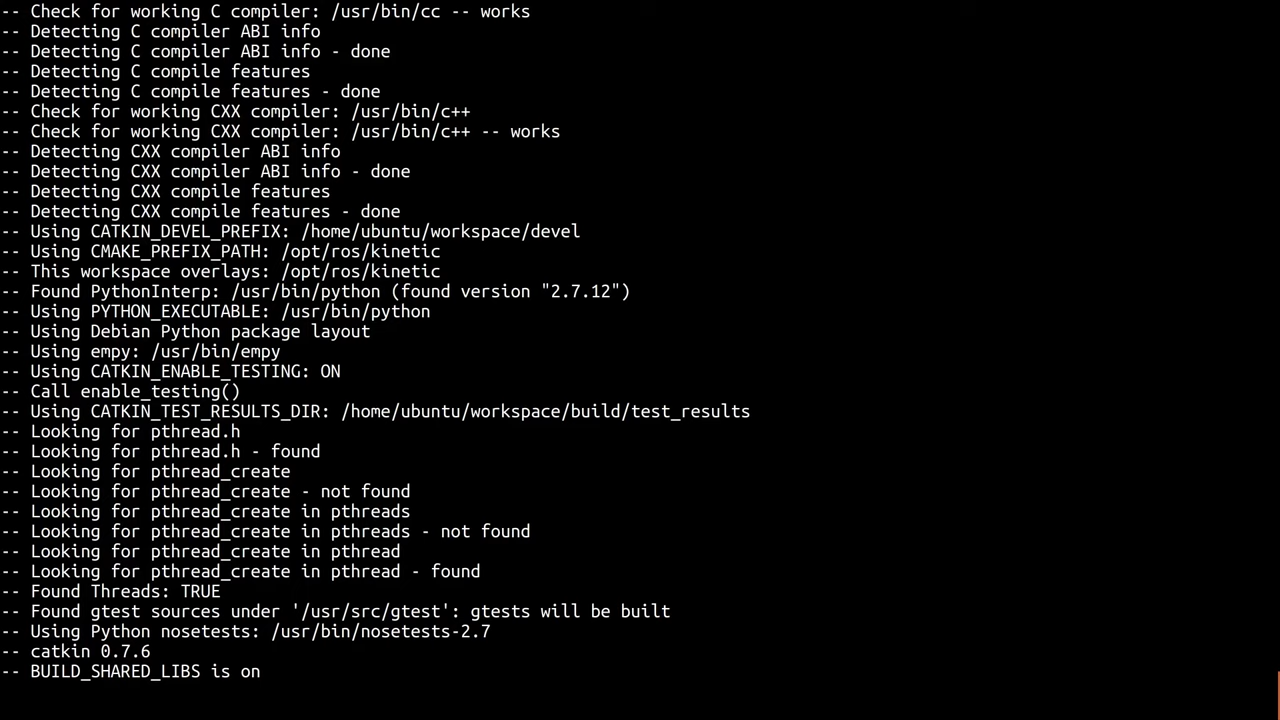 -- Check for working C compiler: /usr/bin/cc -- works
-- Detecting C compiler ABI info
-- Detecting C compiler ABI info - done
-- Detecting C compile features
-- Detecting C compile features - done
-- Check for working CXX compiler: /usr/bin/c++
-- Check for working CXX compiler: /usr/bin/c++ -- works
-- Detecting CXX compiler ABI info
-- Detecting CXX compiler ABI info - done
-- Detecting CXX compile features
-- Detecting CXX compile features - done
-- Using CATKIN_DEVEL_PREFIX: /home/ubuntu/workspace/devel
-- Using CMAKE_PREFIX_PATH: /opt/ros/kinetic
-- This workspace overlays: /opt/ros/kinetic
-- Found PythonInterp: /usr/bin/python (found version "2.7.12")
-- Using PYTHON_EXECUTABLE: /usr/bin/python
-- Using Debian Python package layout
-- Using empy: /usr/bin/empy
-- Using CATKIN_ENABLE_TESTING: ON
-- Call enable_testing()
-- Using CATKIN_TEST_RESULTS_DIR: /home/ubuntu/workspace/build/test_results
-- Looking for pthread.h
-- Looking for pthread.h - found
-- Looking for pthread_create
-- Looking for pthread_create - not found
-- Looking for pthread_create in pthreads
-- Looking for pthread_create in pthreads - not found
-- Looking for pthread_create in pthread
-- Looking for pthread_create in pthread - found
-- Found Threads: TRUE
-- Found gtest sources under '/usr/src/gtest': gtests will be built
-- Using Python nosetests: /usr/bin/nosetests-2.7
-- catkin 0.7.6
-- BUILD_SHARED_LIBS is on